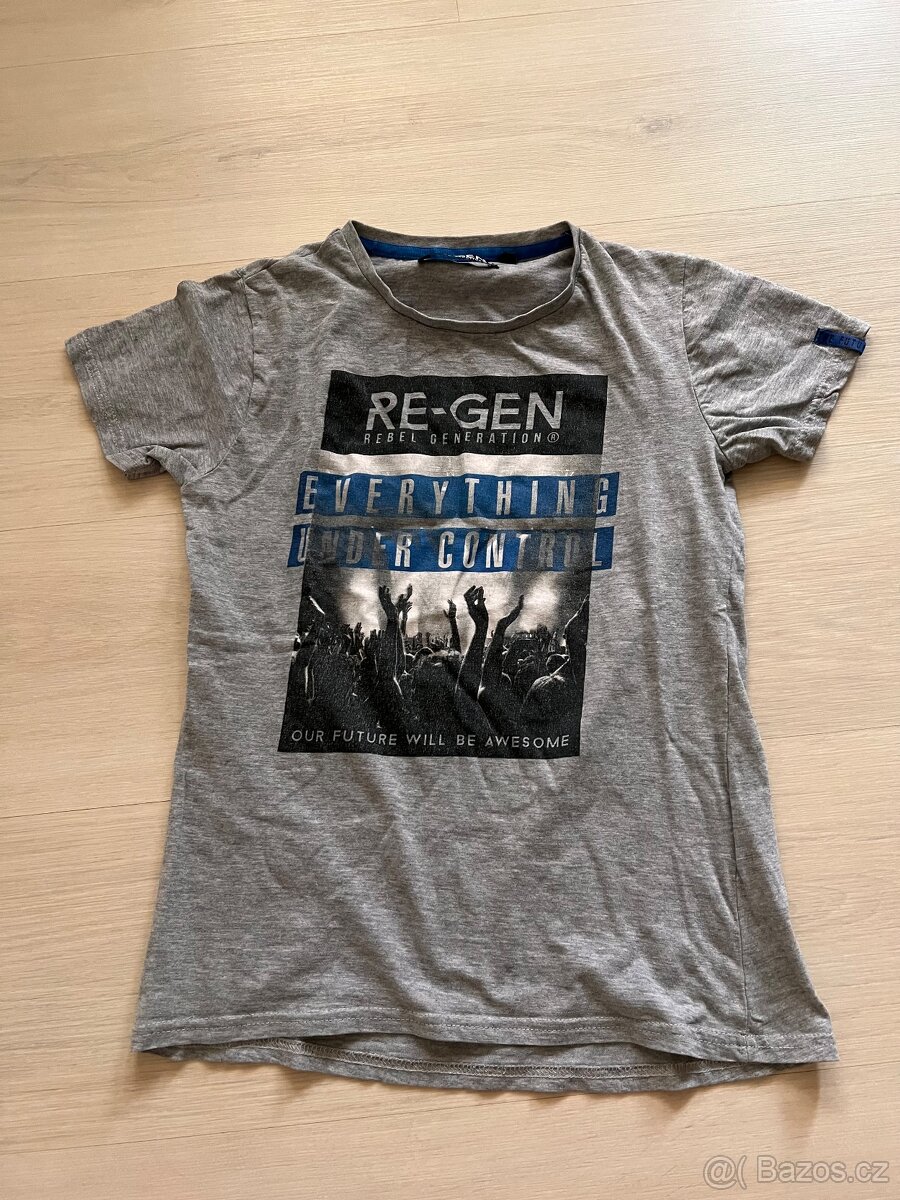 RE-GEN
REBEL GENERATION®
EVERYTHING
UNDER CONTROL
OUR FUTURE WILL BE AWESOME
@( Bazos.cz